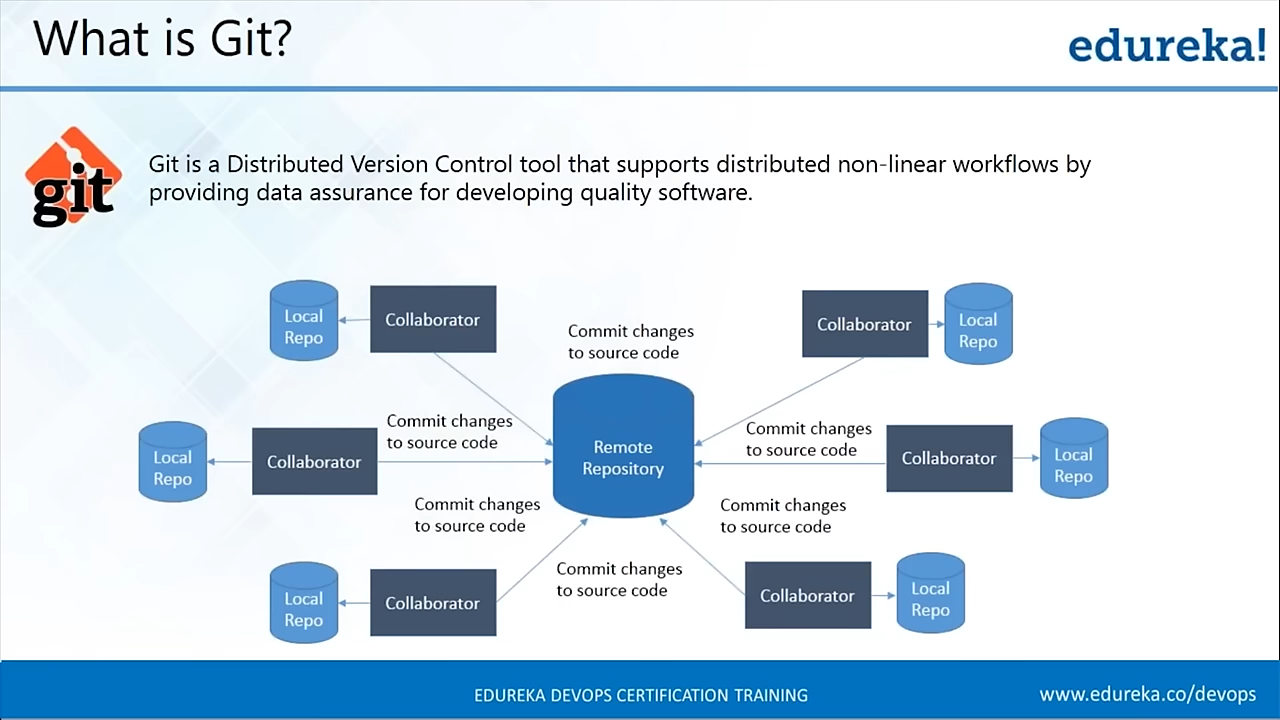 What is Git?
edureka!
git
Git is a Distributed Version Control tool that supports distributed non-linear workflows by
providing data assurance for developing quality software.
Local
Repo
Collaborator
Commit changes
to source code
Collaborator
Local
Repo
Local
Repo
Collaborator
Commit changes
to source code
Remote
Repository
Commit changes
to source code
Collaborator
Local
Repo
Commit changes
to source code
Commit changes
to source code
Local
Repo
Collaborator
Commit changes
to source code
Collaborator
Local
Repo
EDUREKA DEVOPS CERTIFICATION TRAINING
www.edureka.co/devops